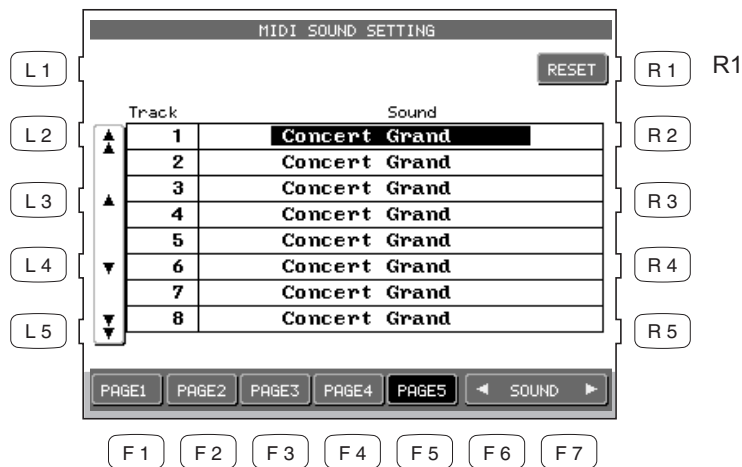 MIDI SOUND SETTING
L1 RESET R1 R1
Track Sound
L2 1 Concert Grand R2
2 Concert Grand
L3 3 Concert Grand R3
4 Concert Grand
5 Concert Grand
L4 6 Concert Grand R4
7 Concert Grand
L5 8 Concert Grand R5
PAGE1 PAGE2 PAGE3 PAGE4 PAGE5 SOUND
F1 F2 F3 F4 F5 F6 F7